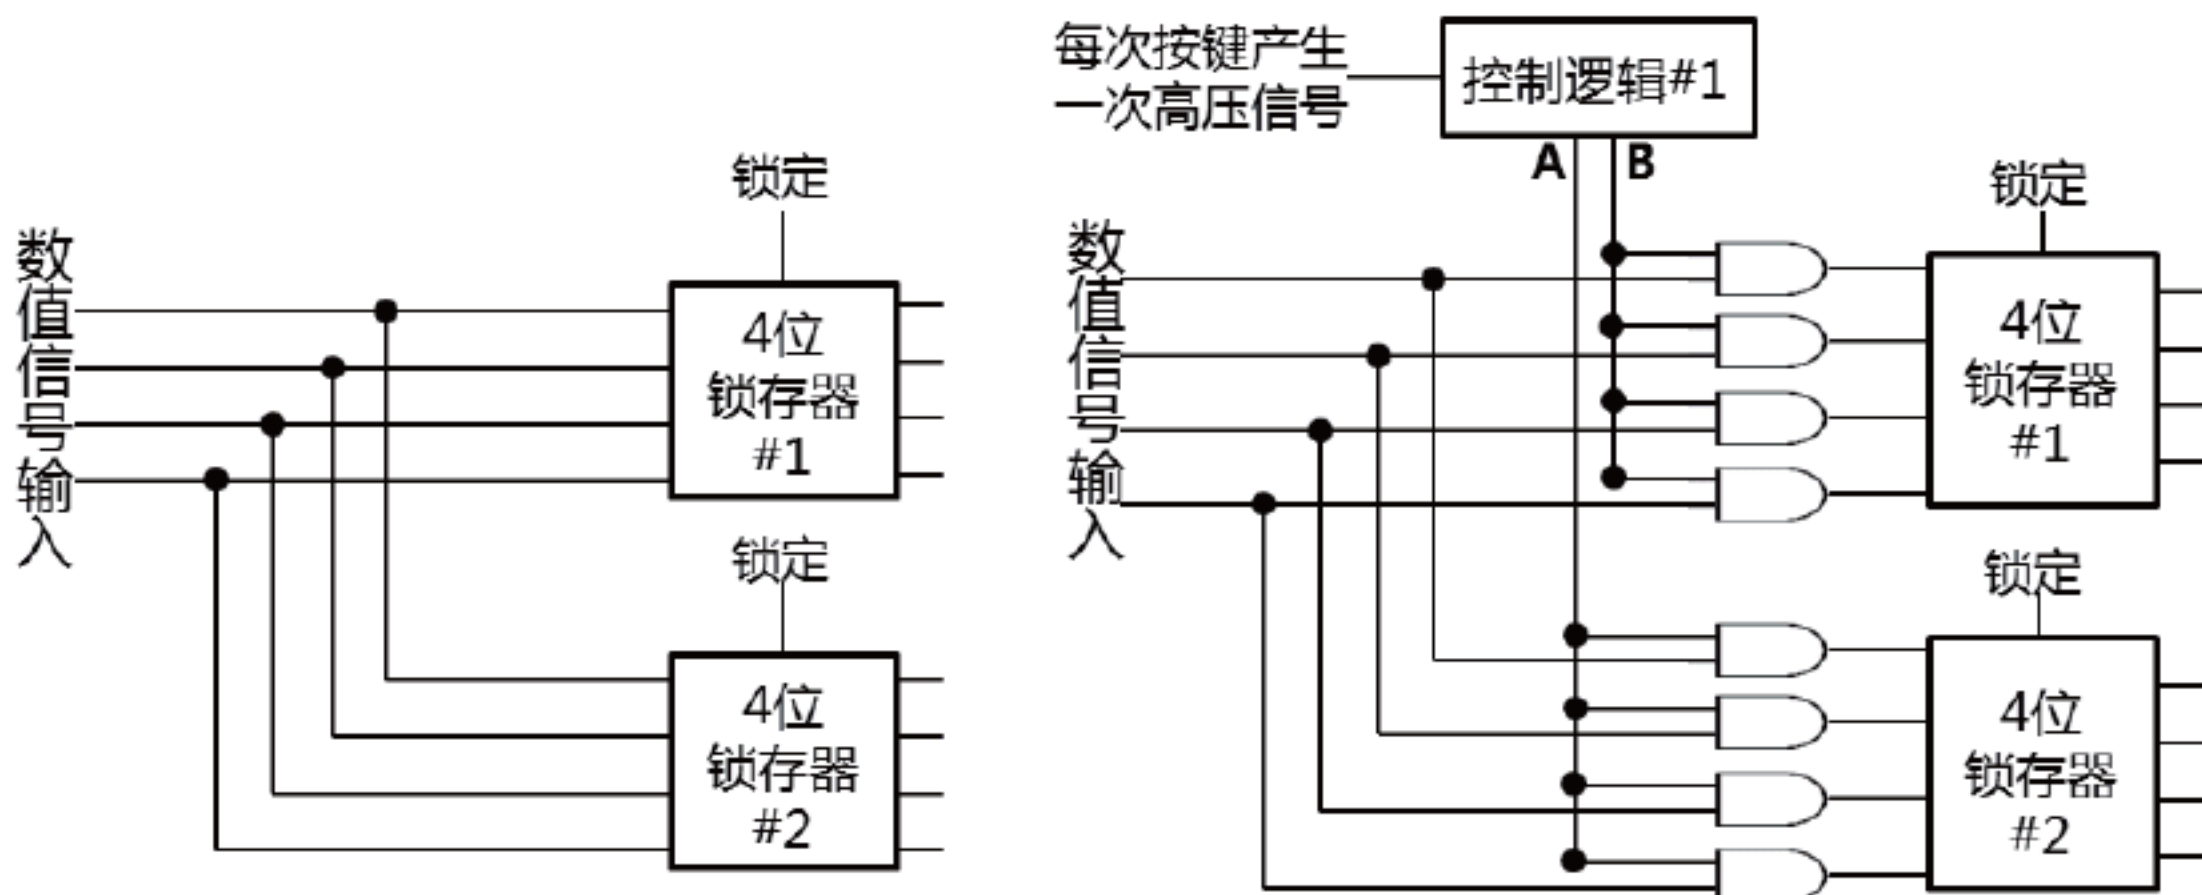 数值信号输入
锁定
4位
锁存器
#1
锁定
4位
锁存器
#2
每次按键产生
一次高压信号
控制逻辑#1
A B
数值信号输入
锁定
4位
锁存器
#1
锁定
4位
锁存器
#2